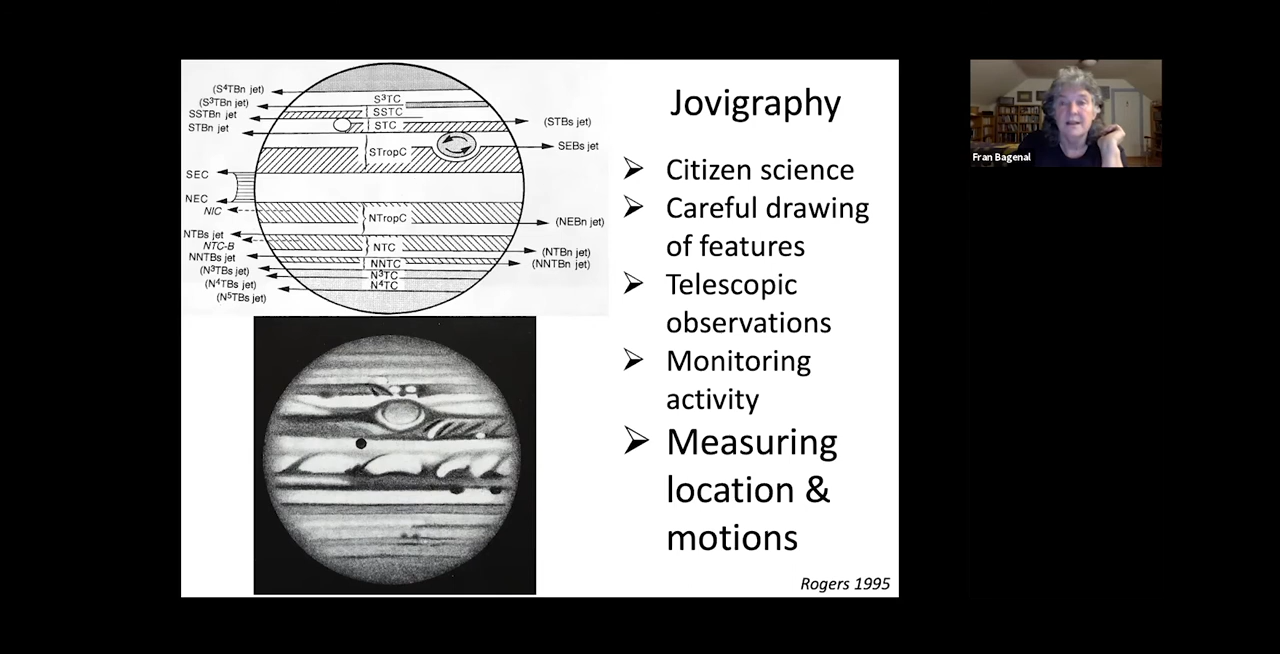 Jovigraphy
➢ Citizen science
➢ Careful drawing
of features
➢ Telescopic
observations
➢ Monitoring
activity
➢ Measuring
location &
motions
Rogers 1995
(S⁴TBn jet)
(S³TBn jet)
SSTBn jet
STBn jet
SEC
NEC
NIC
NTBs jet
NTC-B
NNTBs jet
(N³TBs jet)
(N⁴TBs jet)
(N⁵TBs jet)
S³TC
SSTC
STC
STropC
NTropC
NTC
NNTC
N³TC
N⁴TC
(STBs jet)
SEBs jet
(NEBn jet)
(NTBn jet)
(NNTBn jet)
Fran Bagenal